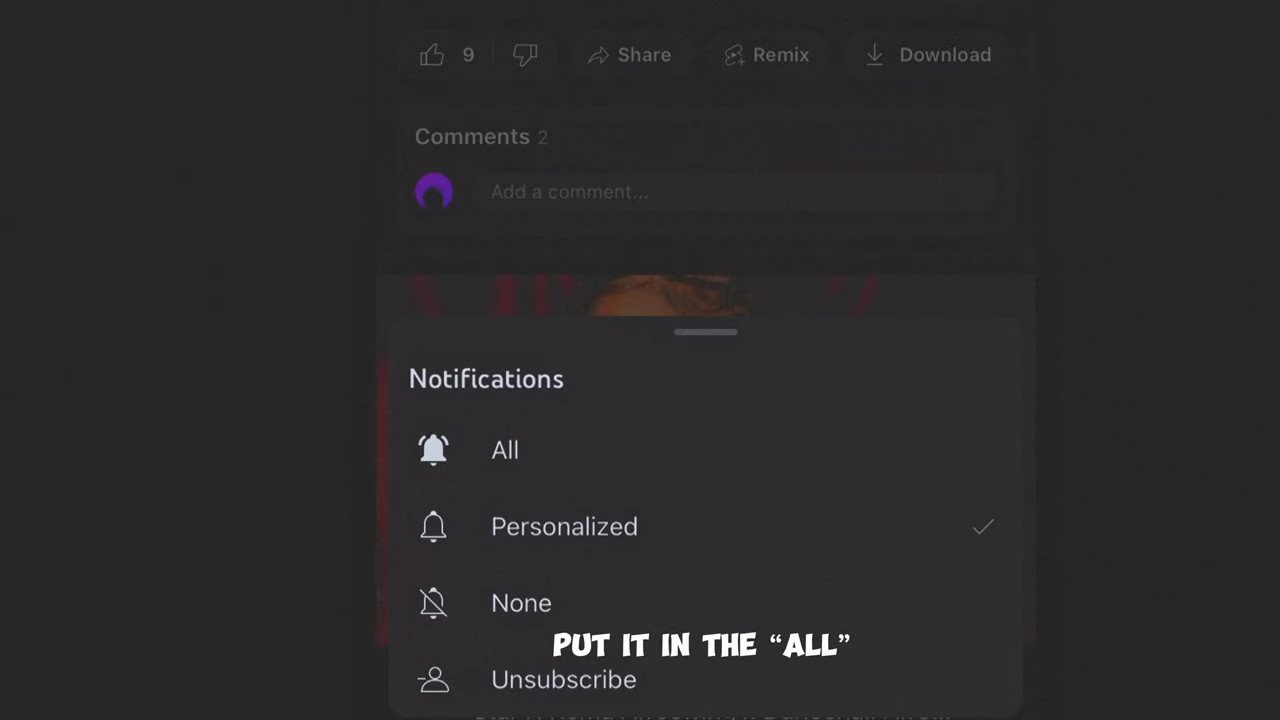 9 Share Remix Download
Comments 2
Add a comment...
Notifications
All
Personalized
None
PUT IT IN THE “ALL”
Unsubscribe